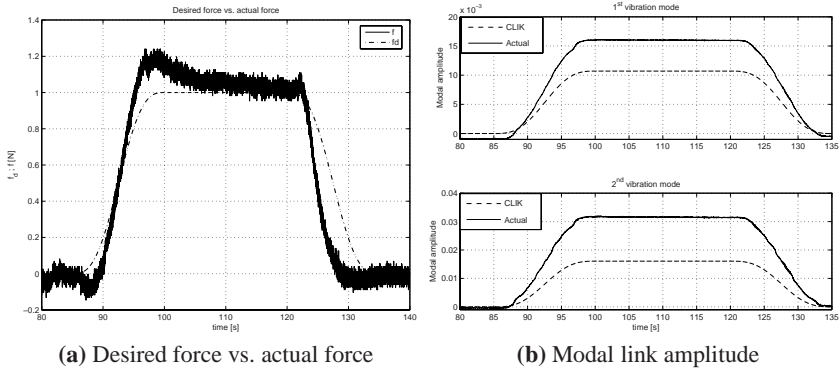 Desired force vs. actual force
f
fd
1.4
1.2
1
0.8
0.6
0.4
0.2
0
−0.2
f_d ; f [N]
80 90 100 110 120 130 140
time [s]
(a) Desired force vs. actual force
1st vibration mode
20 x 10^−3
15
10
5
0
Modal amplitude
CLIK
Actual
80 85 90 95 100 105 110 115 120 125 130 135
2nd vibration mode
0.04
0.03
0.02
0.01
0
Modal amplitude
CLIK
Actual
80 85 90 95 100 105 110 115 120 125 130 135
time [s]
(b) Modal link amplitude